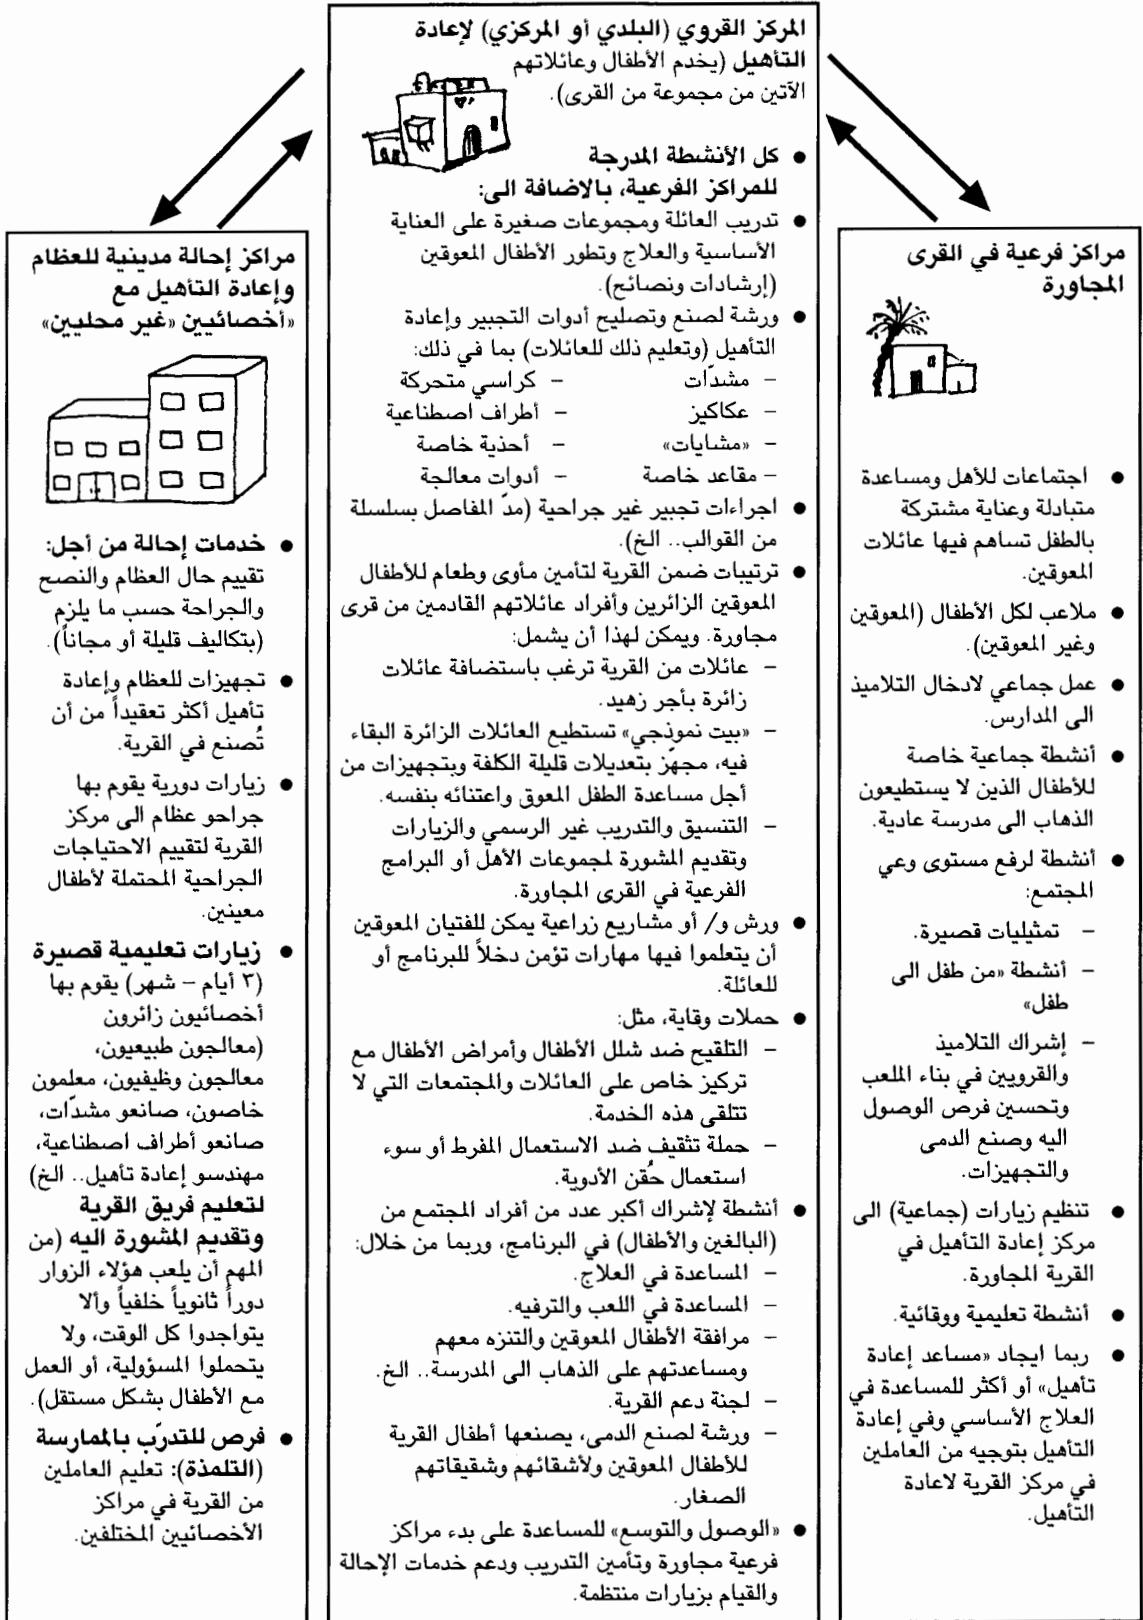 المركز القروي (البلدي أو المركزي) لإعادة
التأهيل (يخدم الأطفال وعائلاتهم
الآتين من مجموعة من القرى).
● كل الأنشطة المدرجة
للمراكز الفرعية، بالاضافة الى:
● تدريب العائلة ومجموعات صغيرة على العناية
الأساسية والعلاج وتطور الأطفال المعوقين
(إرشادات ونصائح).
● ورشة لصنع وتصليح أدوات التجبير وإعادة
التأهيل (وتعليم ذلك للعائلات) بما في ذلك:
– مشدّات – كراسي متحركة
– عكاكيز – أطراف اصطناعية
– «مشايات» – أحذية خاصة
– مقاعد خاصة – أدوات معالجة
● اجراءات تجبير غير جراحية (مدّ المفاصل بسلسلة
من القوالب.. الخ).
● ترتيبات ضمن القرية لتأمين مأوى وطعام للأطفال
المعوقين الزائرين وأفراد عائلاتهم القادمين من قرى
مجاورة. ويمكن لهذا أن يشمل:
– عائلات من القرية ترغب باستضافة عائلات
زائرة بأجر زهيد.
– «بيت نموذجي» تستطيع العائلات الزائرة البقاء
فيه، مجهّز بتعديلات قليلة الكلفة وبتجهيزات من
أجل مساعدة الطفل المعوق واعتنائه بنفسه.
– التنسيق والتدريب غير الرسمي والزيارات
وتقديم المشورة لمجموعات الأهل أو البرامج
الفرعية في القرى المجاورة.
● ورش و/ أو مشاريع زراعية يمكن للفتيان المعوقين
أن يتعلموا فيها مهارات تؤمن دخلاً للبرنامج أو
للعائلة.
● حملات وقاية، مثل:
– التلقيح ضد شلل الأطفال وأمراض الأطفال مع
تركيز خاص على العائلات والمجتمعات التي لا
تتلقى هذه الخدمة.
– حملة تثقيف ضد الاستعمال المفرط أو سوء
استعمال حُقن الأدوية.
● أنشطة لإشراك أكبر عدد من أفراد المجتمع من
(البالغين والأطفال) في البرنامج، وربما من خلال:
– المساعدة في العلاج.
– المساعدة في اللعب والترفيه.
– مرافقة الأطفال المعوقين والتنزه معهم
ومساعدتهم على الذهاب الى المدرسة.. الخ.
– لجنة دعم القرية.
– ورشة لصنع الدمى، يصنعها أطفال القرية
للأطفال المعوقين ولأشقائهم وشقيقاتهم
الصغار.
● «الوصول والتوسع» للمساعدة على بدء مراكز
فرعية مجاورة وتأمين التدريب ودعم خدمات الإحالة
والقيام بزيارات منتظمة.
مراكز فرعية في القرى
المجاورة
● اجتماعات للأهل ومساعدة
متبادلة وعناية مشتركة
بالطفل تساهم فيها عائلات
المعوقين.
● ملاعب لكل الأطفال (المعوقين
وغير المعوقين).
● عمل جماعي لادخال التلاميذ
الى المدارس.
● أنشطة جماعية خاصة
للأطفال الذين لا يستطيعون
الذهاب الى مدرسة عادية.
● أنشطة لرفع مستوى وعي
المجتمع:
– تمثيليات قصيرة.
– أنشطة «من طفل الى
طفل»
– إشراك التلاميذ
والقرويين في بناء الملعب
وتحسين فرص الوصول
اليه وصنع الدمى
والتجهيزات.
● تنظيم زيارات (جماعية) الى
مركز إعادة التأهيل في
القرية المجاورة.
● أنشطة تعليمية ووقائية.
● ربما ايجاد «مساعد إعادة
تأهيل» أو أكثر للمساعدة في
العلاج الأساسي وفي إعادة
التأهيل بتوجيه من العاملين
في مركز القرية لاعادة
التأهيل.
مراكز إحالة مدينية للعظام
وإعادة التأهيل مع
أخصائيين «غير محليين»
● خدمات إحالة من أجل:
تقييم حال العظام والنصح
والجراحة حسب ما يلزم
(بتكاليف قليلة أو مجاناً).
● تجهيزات للعظام وإعادة
تأهيل أكثر تعقيداً من أن
تُصنع في القرية.
● زيارات دورية يقوم بها
جراحو عظام الى مركز
القرية لتقييم الاحتياجات
الجراحية المحتملة لأطفال
معينين.
● زيارات تعليمية قصيرة
(٣ أيام – شهر) يقوم بها
أخصائيون زائرون
(معالجون طبيعيون،
معالجون وظيفيون، معلمون
خاصون، صانعو مشدّات،
صانعو أطراف اصطناعية،
مهندسو إعادة تأهيل.. الخ)
لتعليم فريق القرية
وتقديم المشورة اليه (من
المهم أن يلعب هؤلاء الزوار
دوراً ثانوياً خلفياً وألا
يتواجدوا كل الوقت، ولا
يتحملوا المسؤولية، أو العمل
مع الأطفال بشكل مستقل).
● فرص للتدرّب بالممارسة
(التلمذة): تعليم العاملين
من القرية في مراكز
الأخصائيين المختلفين.